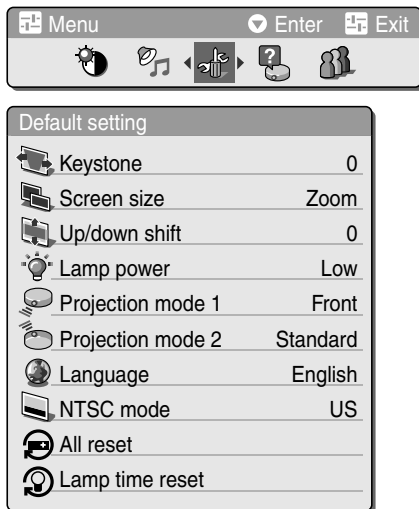 Menu Enter Exit
?
Default setting
Keystone 0
Screen size Zoom
Up/down shift 0
Lamp power Low
Projection mode 1 Front
Projection mode 2 Standard
Language English
NTSC mode US
All reset
Lamp time reset